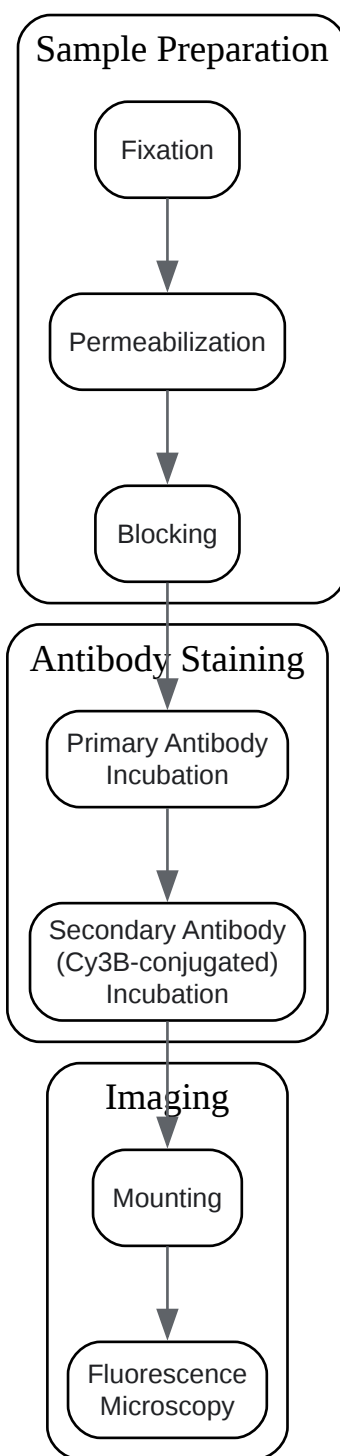 Sample Preparation
Fixation
Permeabilization
Blocking
Antibody Staining
Primary Antibody
Incubation
Secondary Antibody
(Cy3B-conjugated)
Incubation
Imaging
Mounting
Fluorescence
Microscopy